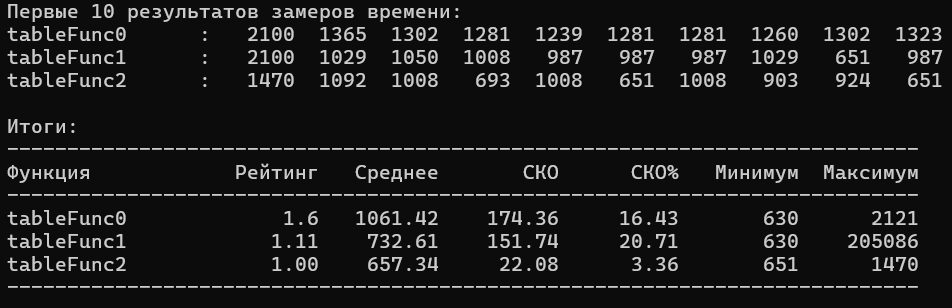 Первые 10 результатов замеров времени:
tableFunc0      :   2100  1365  1302  1281  1239  1281  1281  1260  1302  1323
tableFunc1      :   2100  1029  1050  1008   987   987   987  1029   651   987
tableFunc2      :   1470  1092  1008   693  1008   651  1008   903   924   651
Итоги:
----------------------------------------------------------------------------
Функция            Рейтинг   Среднее       СКО      СКО%   Минимум  Максимум
----------------------------------------------------------------------------
tableFunc0             1.6   1061.42    174.36     16.43       630      2121
tableFunc1            1.11    732.61    151.74     20.71       630    205086
tableFunc2            1.00    657.34     22.08      3.36       651      1470
----------------------------------------------------------------------------